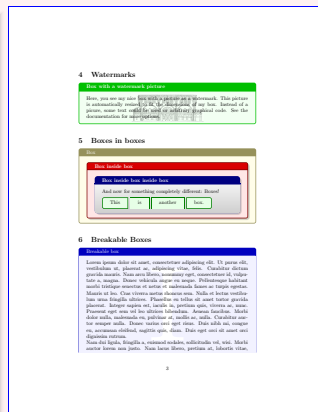 4 Watermarks
Box with a watermark picture
Here, you see my nice box with a picture as a watermark. This picture
is automatically resized to fit the dimensions of my box. Instead of a
picture, some text could be used or arbitrary graphical code. See the
documentation for more options.
5 Boxes in boxes
Box
Box inside box
Box inside box inside box
And now for something completely different: Boxes!
This is another box.
6 Breakable Boxes
Breakable box
Lorem ipsum dolor sit amet, consectetuer adipiscing elit. Ut purus elit,
vestibulum ut, placerat ac, adipiscing vitae, felis. Curabitur dictum
gravida mauris. Nam arcu libero, nonummy eget, consectetuer id, vulpu-
tate a, magna. Donec vehicula augue eu neque. Pellentesque habitant
morbi tristique senectus et netus et malesuada fames ac turpis egestas.
Mauris ut leo. Cras viverra metus rhoncus sem. Nulla et lectus vestibu-
lum urna fringilla ultrices. Phasellus eu tellus sit amet tortor gravida
placerat. Integer sapien est, iaculis in, pretium quis, viverra ac, nunc.
Praesent eget sem vel leo ultrices bibendum. Aenean faucibus. Morbi
dolor nulla, malesuada eu, pulvinar at, mollis ac, nulla. Curabitur auc-
tor semper nulla. Donec varius orci eget risus. Duis nibh mi, congue
eu, accumsan eleifend, sagittis quis, diam. Duis eget orci sit amet orci
dignissim rutrum.
Nam dui ligula, fringilla a, euismod sodales, sollicitudin vel, wisi. Morbi
auctor lorem non justo. Nam lacus libero, pretium at, lobortis vitae,
3